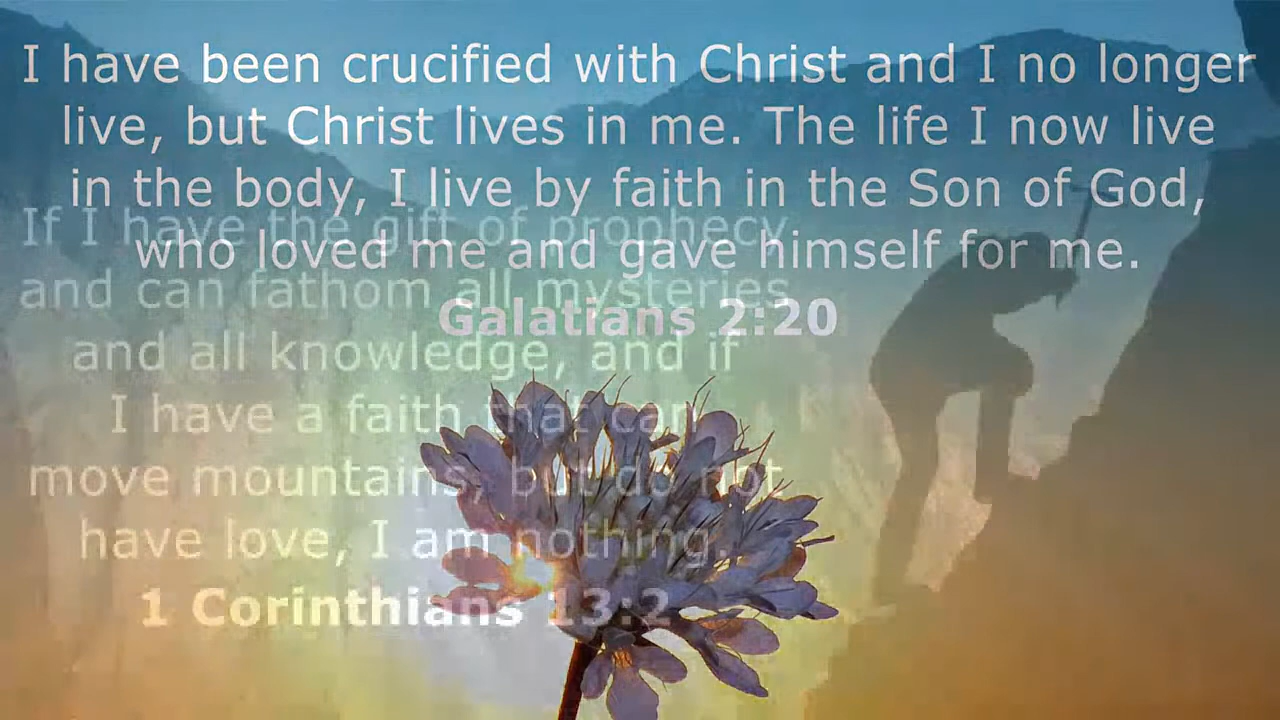 I have been crucified with Christ and I no longer
live, but Christ lives in me. The life I now live
in the body, I live by faith in the Son of God,
who loved me and gave himself for me.
Galatians 2:20
If I have the gift of prophecy
and can fathom all mysteries
and all knowledge, and if
I have a faith that can
move mountains, but do not
have love, I am nothing.
1 Corinthians 13:2